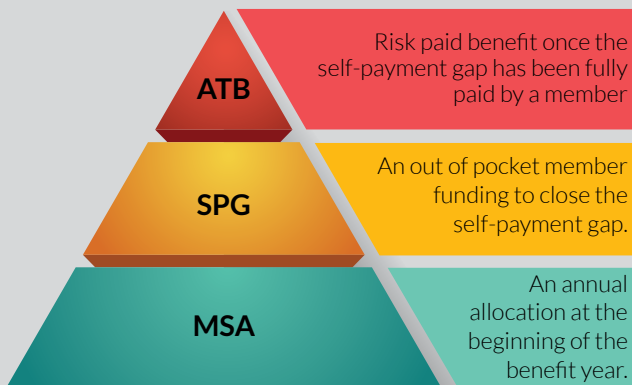 ATB
Risk paid benefit once the
self-payment gap has been fully
paid by a member
SPG
An out of pocket member
funding to close the
self-payment gap.
MSA
An annual
allocation at the
beginning of the
benefit year.